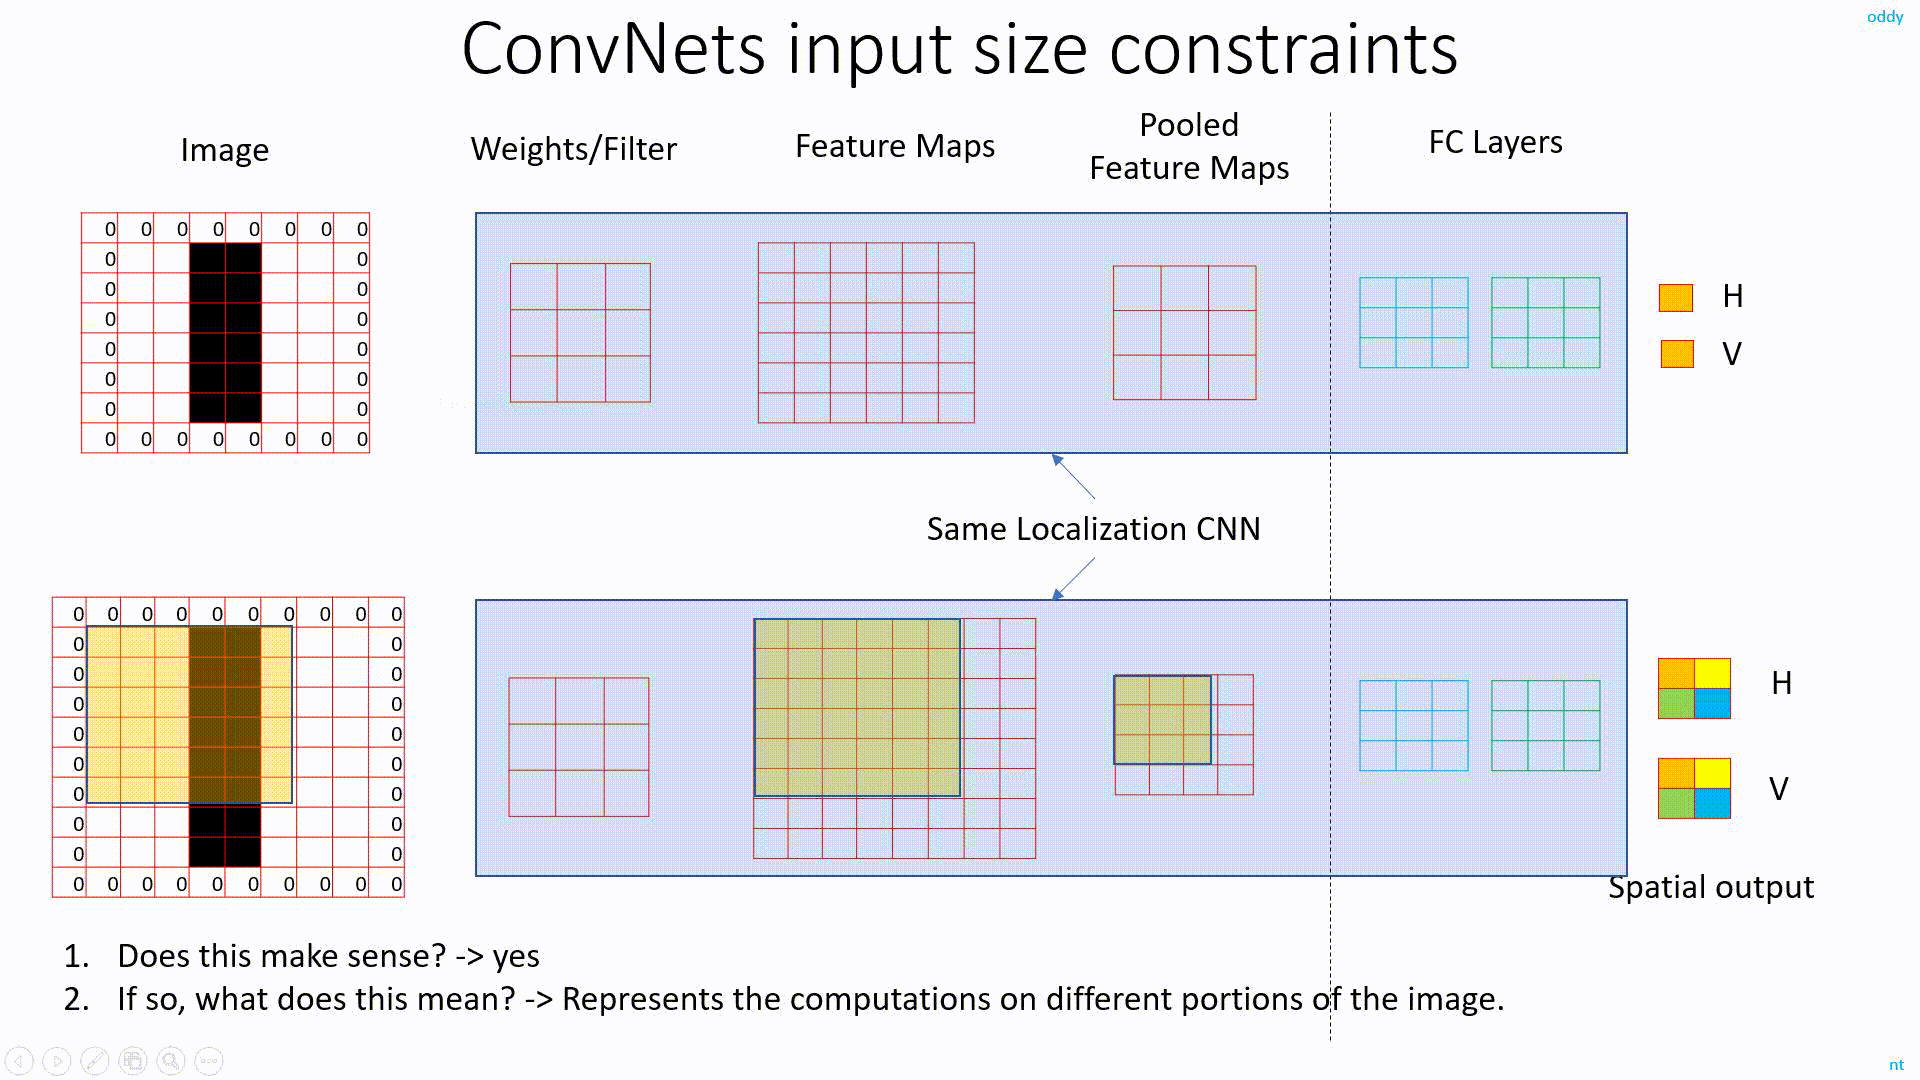 oddy
ConvNets input size constraints
Image
Weights/Filter
Feature Maps
Pooled
Feature Maps
FC Layers
0 0 0 0 0 0 0 0
0 0
0 0
0 0
0 0
0 0
0 0
0 0 0 0 0 0 0 0
H
V
Same Localization CNN
0 0 0 0 0 0 0 0 0 0
0 0
0 0
0 0
0 0
0 0
0 0
0 0
0 0
0 0 0 0 0 0 0 0 0 0
H
V
Spatial output
1. Does this make sense? -> yes
2. If so, what does this mean? -> Represents the computations on different portions of the image.
nt